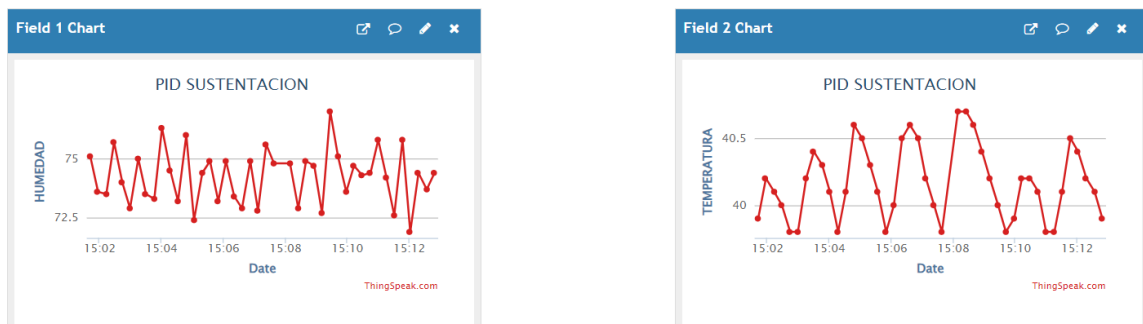 Field 1 Chart
PID SUSTENTACION
HUMEDAD
75
72.5
15:02 15:04 15:06 15:08 15:10 15:12
Date
ThingSpeak.com
Field 2 Chart
PID SUSTENTACION
TEMPERATURA
40.5
40
15:02 15:04 15:06 15:08 15:10 15:12
Date
ThingSpeak.com